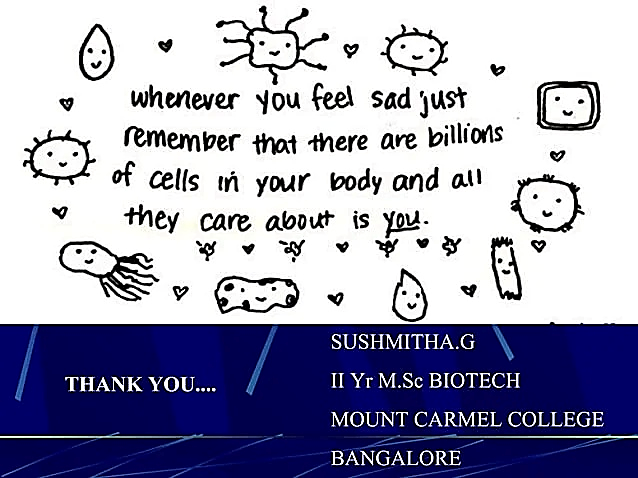 whenever you feel sad just
remember that there are billions
of cells in your body and all
they care about is you.
THANK YOU....
SUSHMITHA.G
II Yr M.Sc BIOTECH
MOUNT CARMEL COLLEGE
BANGALORE